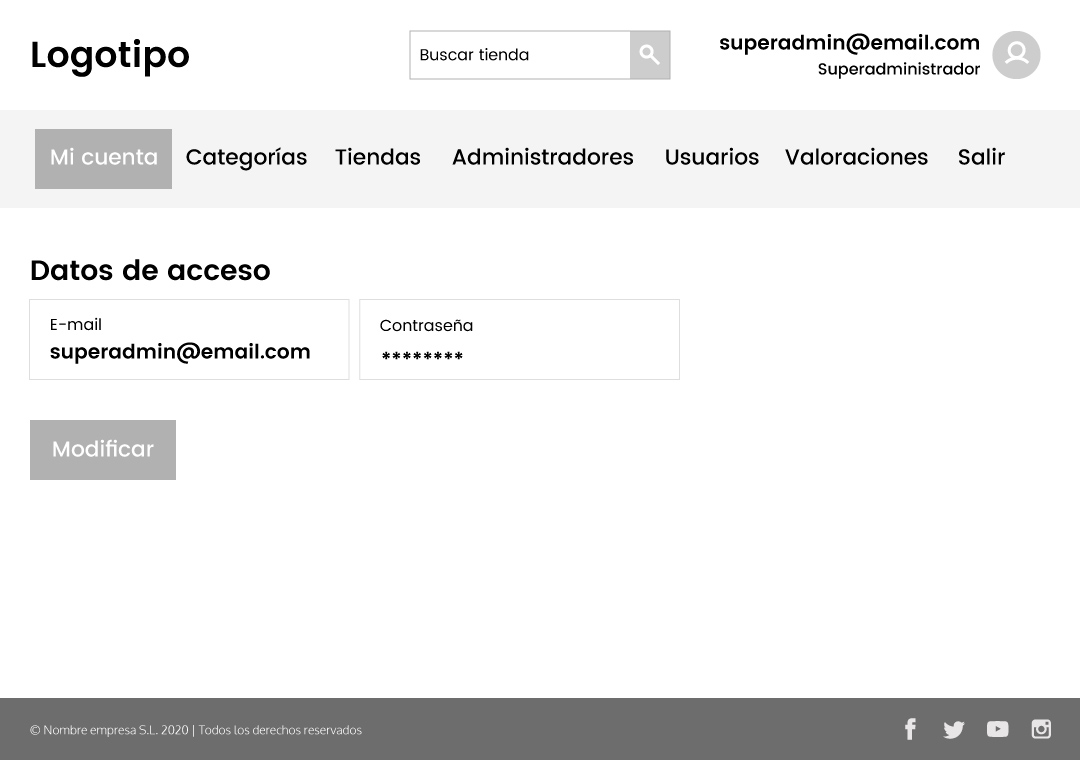 Logotipo
Buscar tienda
superadmin@email.com
Superadministrador
Mi cuenta
Categorías
Tiendas
Administradores
Usuarios
Valoraciones
Salir
Datos de acceso
E-mail
superadmin@email.com
Contraseña
********
Modificar
© Nombre empresa S.L. 2020 | Todos los derechos reservados